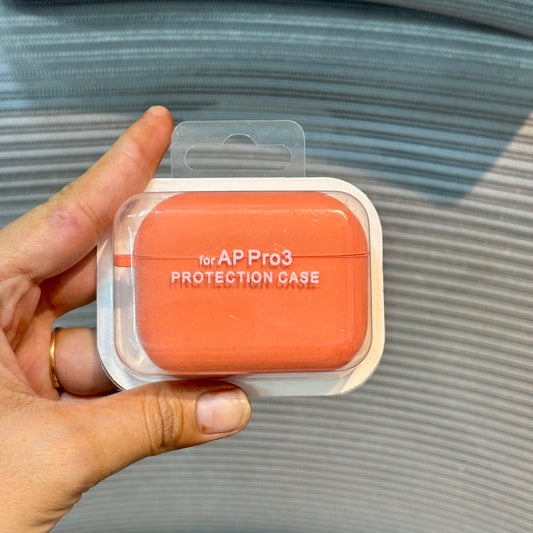 for AP Pro3
PROTECTION CASE